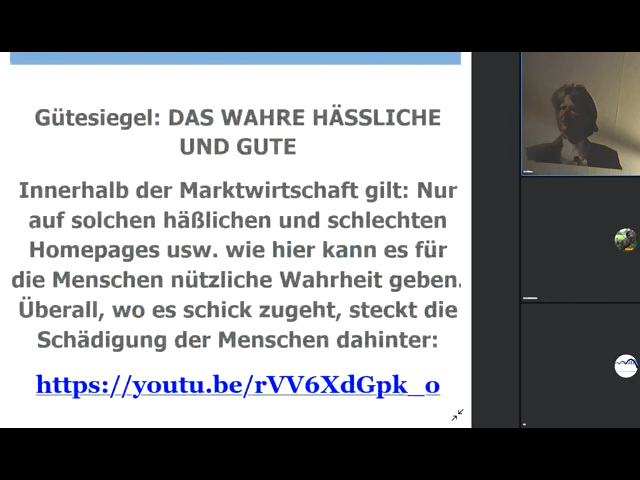 Gütesiegel: DAS WAHRE HÄSSLICHE
UND GUTE
Innerhalb der Marktwirtschaft gilt: Nur
auf solchen häßlichen und schlechten
Homepages usw. wie hier kann es für
die Menschen nützliche Wahrheit geben.
Überall, wo es schick zugeht, steckt die
Schädigung der Menschen dahinter:
https://youtu.be/rVV6XdGpk_o